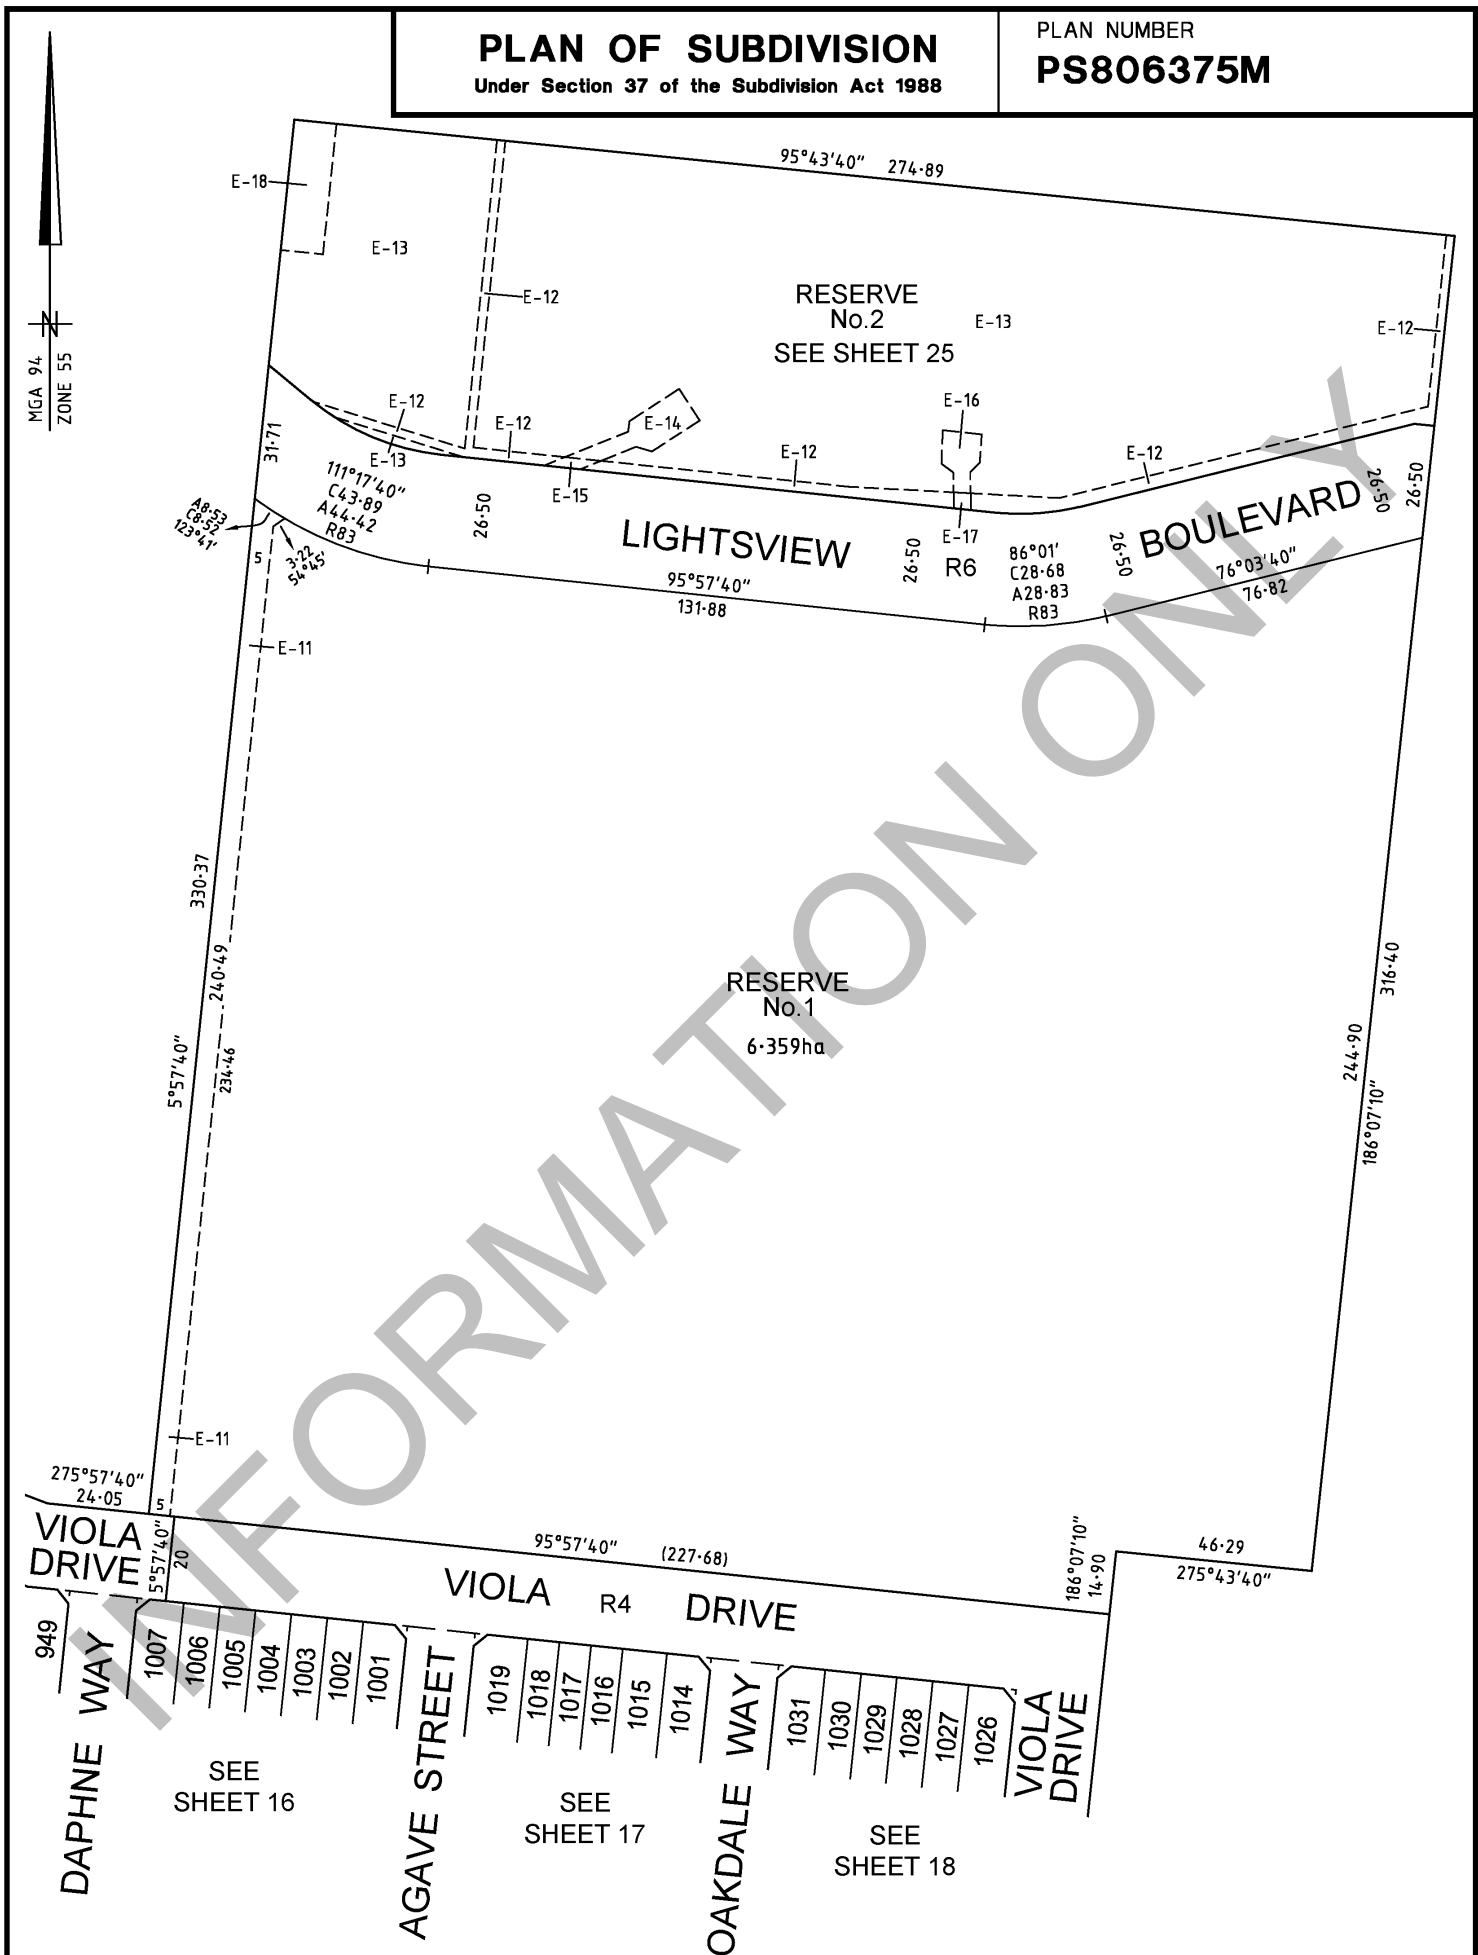 PLAN OF SUBDIVISION
Under Section 37 of the Subdivision Act 1988
PLAN NUMBER
PS806375M
MGA 94
ZONE 55
N
95°43'40" 274·89
E-18
E-13
E-12
RESERVE
No.2
SEE SHEET 25
E-13
E-12
E-12
E-12
E-14
E-16
E-12
E-12
E-13
E-15
E-17
31·71
111°17'40"
C43·89
A44·42
R83
A8·53
C8·52
123°41'
3·22
54°45'
5
26·50
LIGHTSVIEW
BOULEVARD
95°57'40"
131·88
26·50
R6
86°01'
C28·68
A28·83
R83
26·50
76°03'40"
76·82
26·50
26·50
E-11
330·37
240·49
5°57'40"
234·46
RESERVE
No.1
6·359ha
316·40
244·90
186°07'10"
E-11
275°57'40"
24·05
5
VIOLA
DRIVE
5°57'40"
20
95°57'40" (227·68)
VIOLA R4 DRIVE
186°07'10"
14·90
46·29
275°43'40"
949
DAPHNE WAY
1007
1006
1005
1004
1003
1002
1001
AGAVE STREET
1019
1018
1017
1016
1015
1014
OAKDALE WAY
1031
1030
1029
1028
1027
1026
VIOLA
DRIVE
SEE
SHEET 16
SEE
SHEET 17
SEE
SHEET 18
INFORMATION ONLY